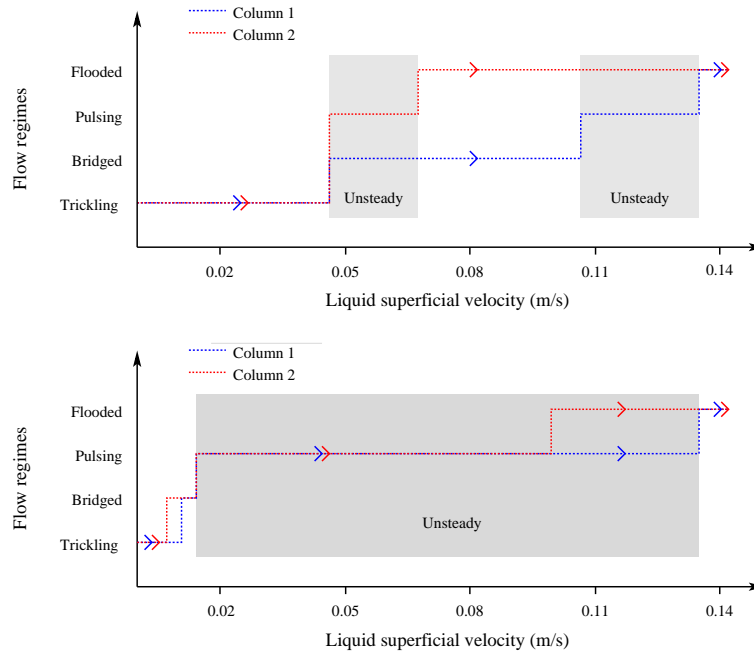 Column 1
Column 2
Flow regimes
Flooded
Pulsing
Bridged
Trickling
Unsteady
Unsteady
0.02
0.05
0.08
0.11
0.14
Liquid superficial velocity (m/s)
Column 1
Column 2
Flow regimes
Flooded
Pulsing
Bridged
Trickling
Unsteady
0.02
0.05
0.08
0.11
0.14
Liquid superficial velocity (m/s)